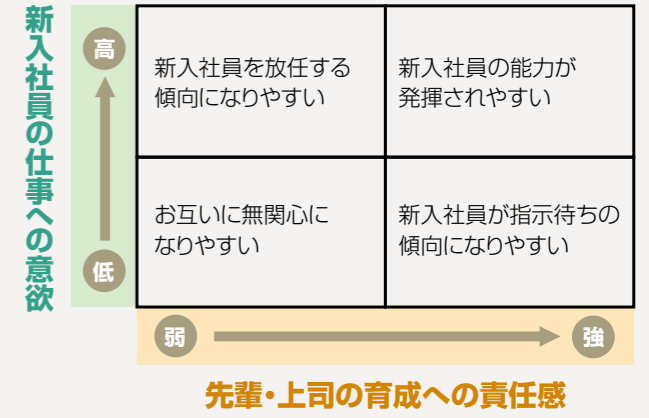 新入社員の仕事への意欲
高
新入社員を放任する
傾向になりやすい
新入社員の能力が
発揮されやすい
低
お互いに無関心に
なりやすい
新入社員が指示待ちの
傾向になりやすい
弱
強
先輩・上司の育成への責任感